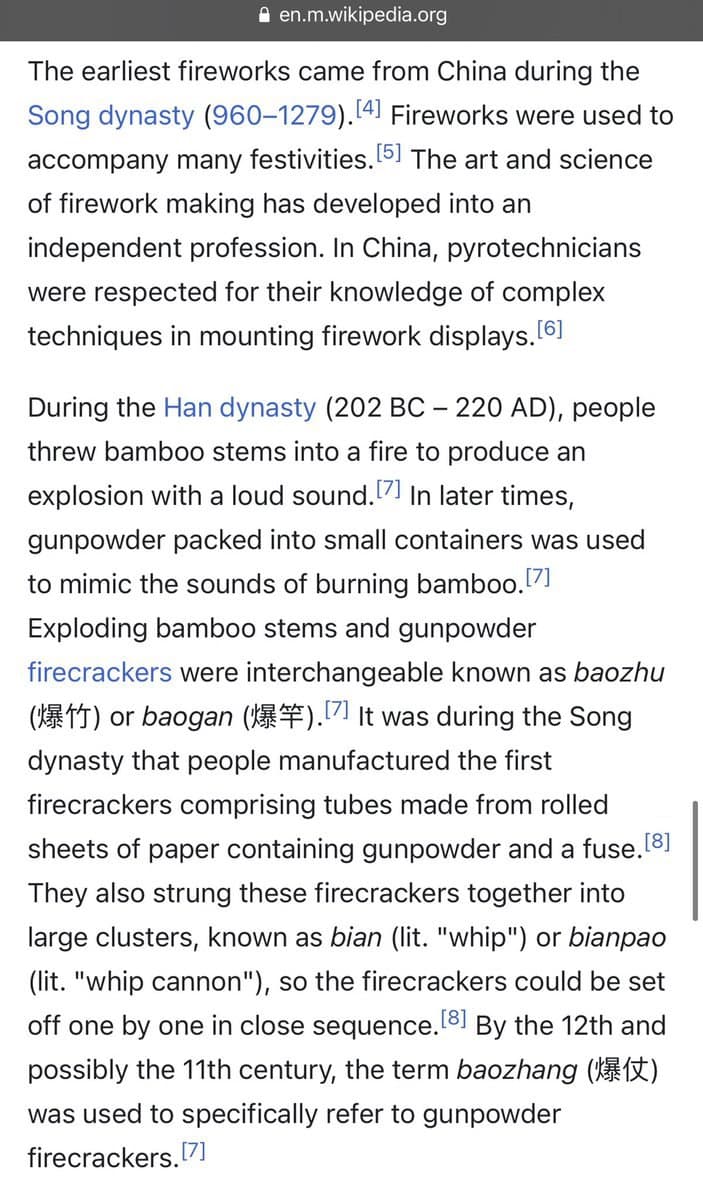 en.m.wikipedia.org
The earliest fireworks came from China during the
Song dynasty (960–1279).[4] Fireworks were used to
accompany many festivities.[5] The art and science
of firework making has developed into an
independent profession. In China, pyrotechnicians
were respected for their knowledge of complex
techniques in mounting firework displays.[6]
During the Han dynasty (202 BC – 220 AD), people
threw bamboo stems into a fire to produce an
explosion with a loud sound.[7] In later times,
gunpowder packed into small containers was used
to mimic the sounds of burning bamboo.[7]
Exploding bamboo stems and gunpowder
firecrackers were interchangeable known as baozhu
(爆竹) or baogan (爆竿).[7] It was during the Song
dynasty that people manufactured the first
firecrackers comprising tubes made from rolled
sheets of paper containing gunpowder and a fuse.[8]
They also strung these firecrackers together into
large clusters, known as bian (lit. "whip") or bianpao
(lit. "whip cannon"), so the firecrackers could be set
off one by one in close sequence.[8] By the 12th and
possibly the 11th century, the term baozhang (爆仗)
was used to specifically refer to gunpowder
firecrackers.[7]